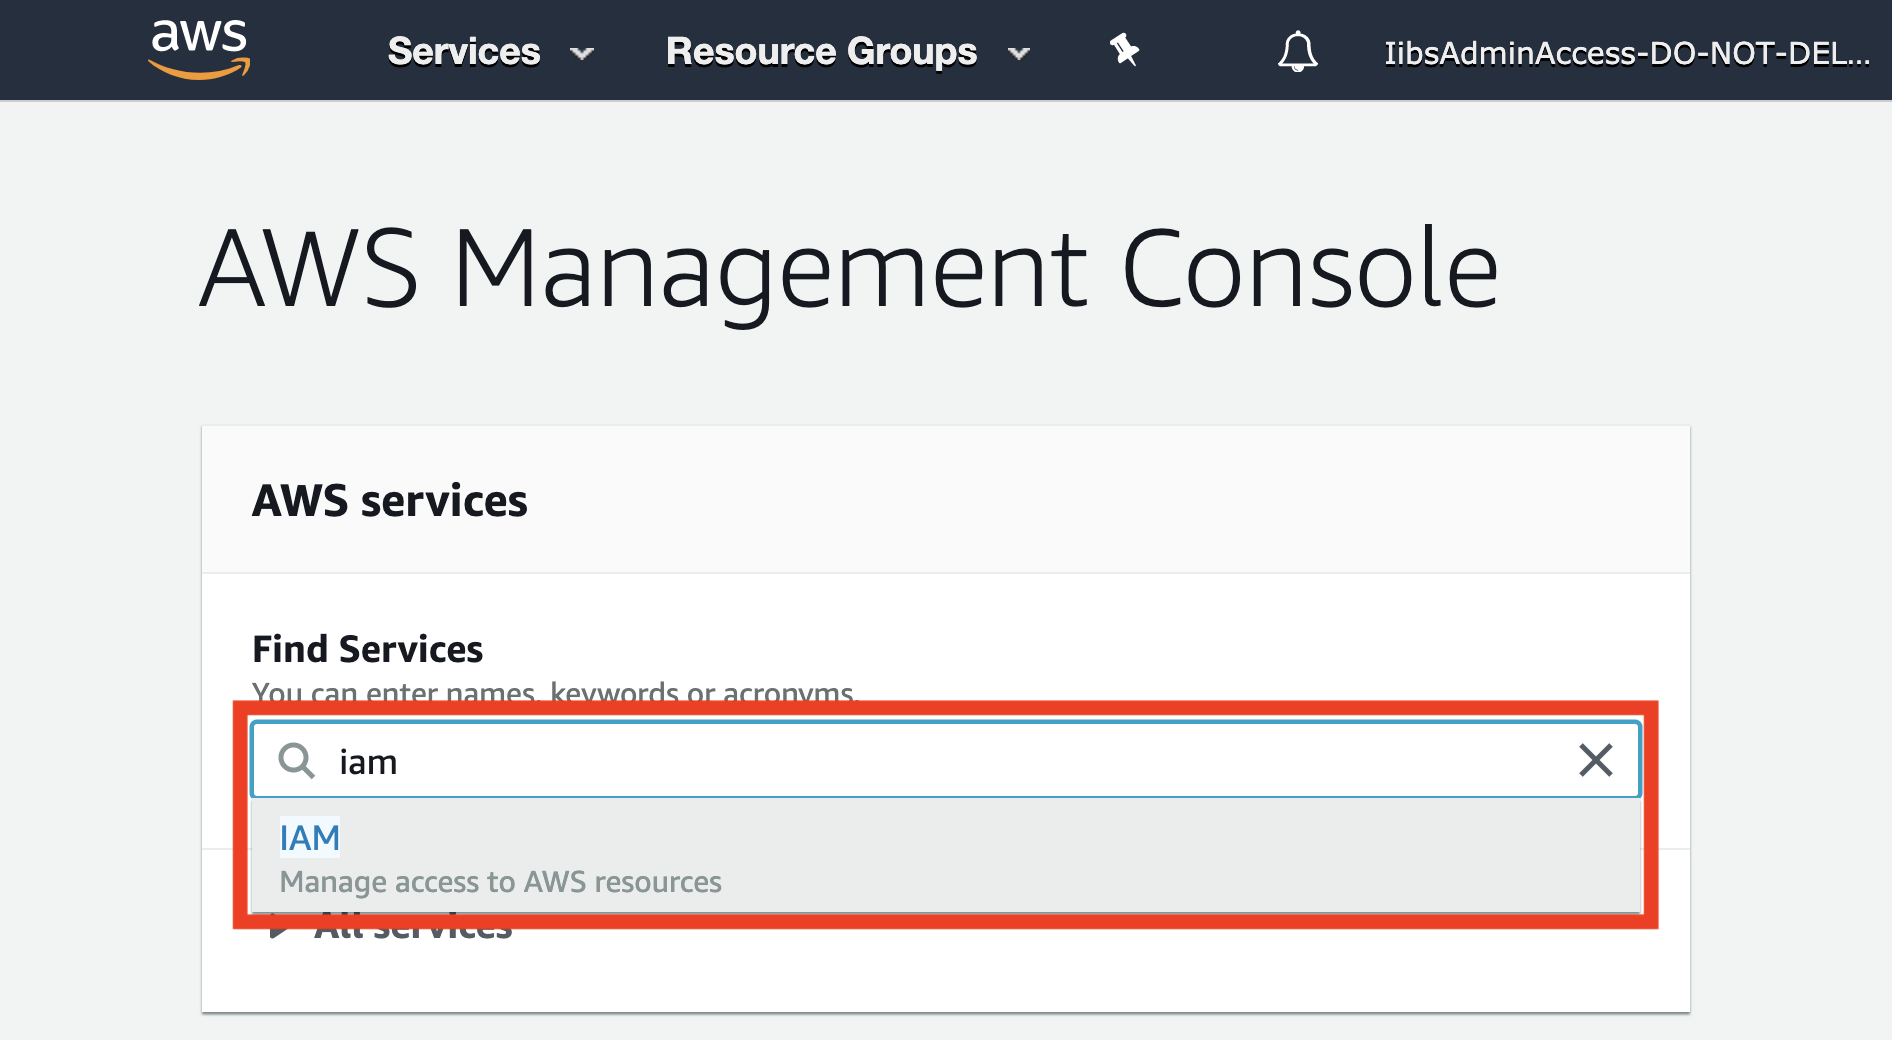 aws Services Resource Groups IibsAdminAccess-DO-NOT-DEL...
AWS Management Console
AWS services
Find Services
You can enter names, keywords or acronyms.
iam
IAM
Manage access to AWS resources
All services